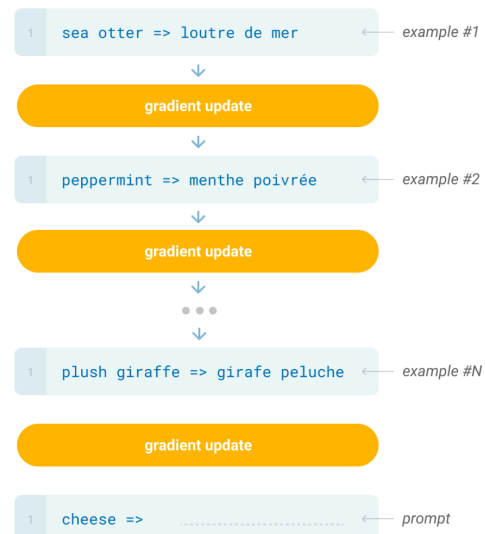 1 sea otter => loutre de mer ← example #1
gradient update
1 peppermint => menthe poivrée ← example #2
gradient update
1 plush giraffe => girafe peluche ← example #N
gradient update
1 cheese => ← prompt